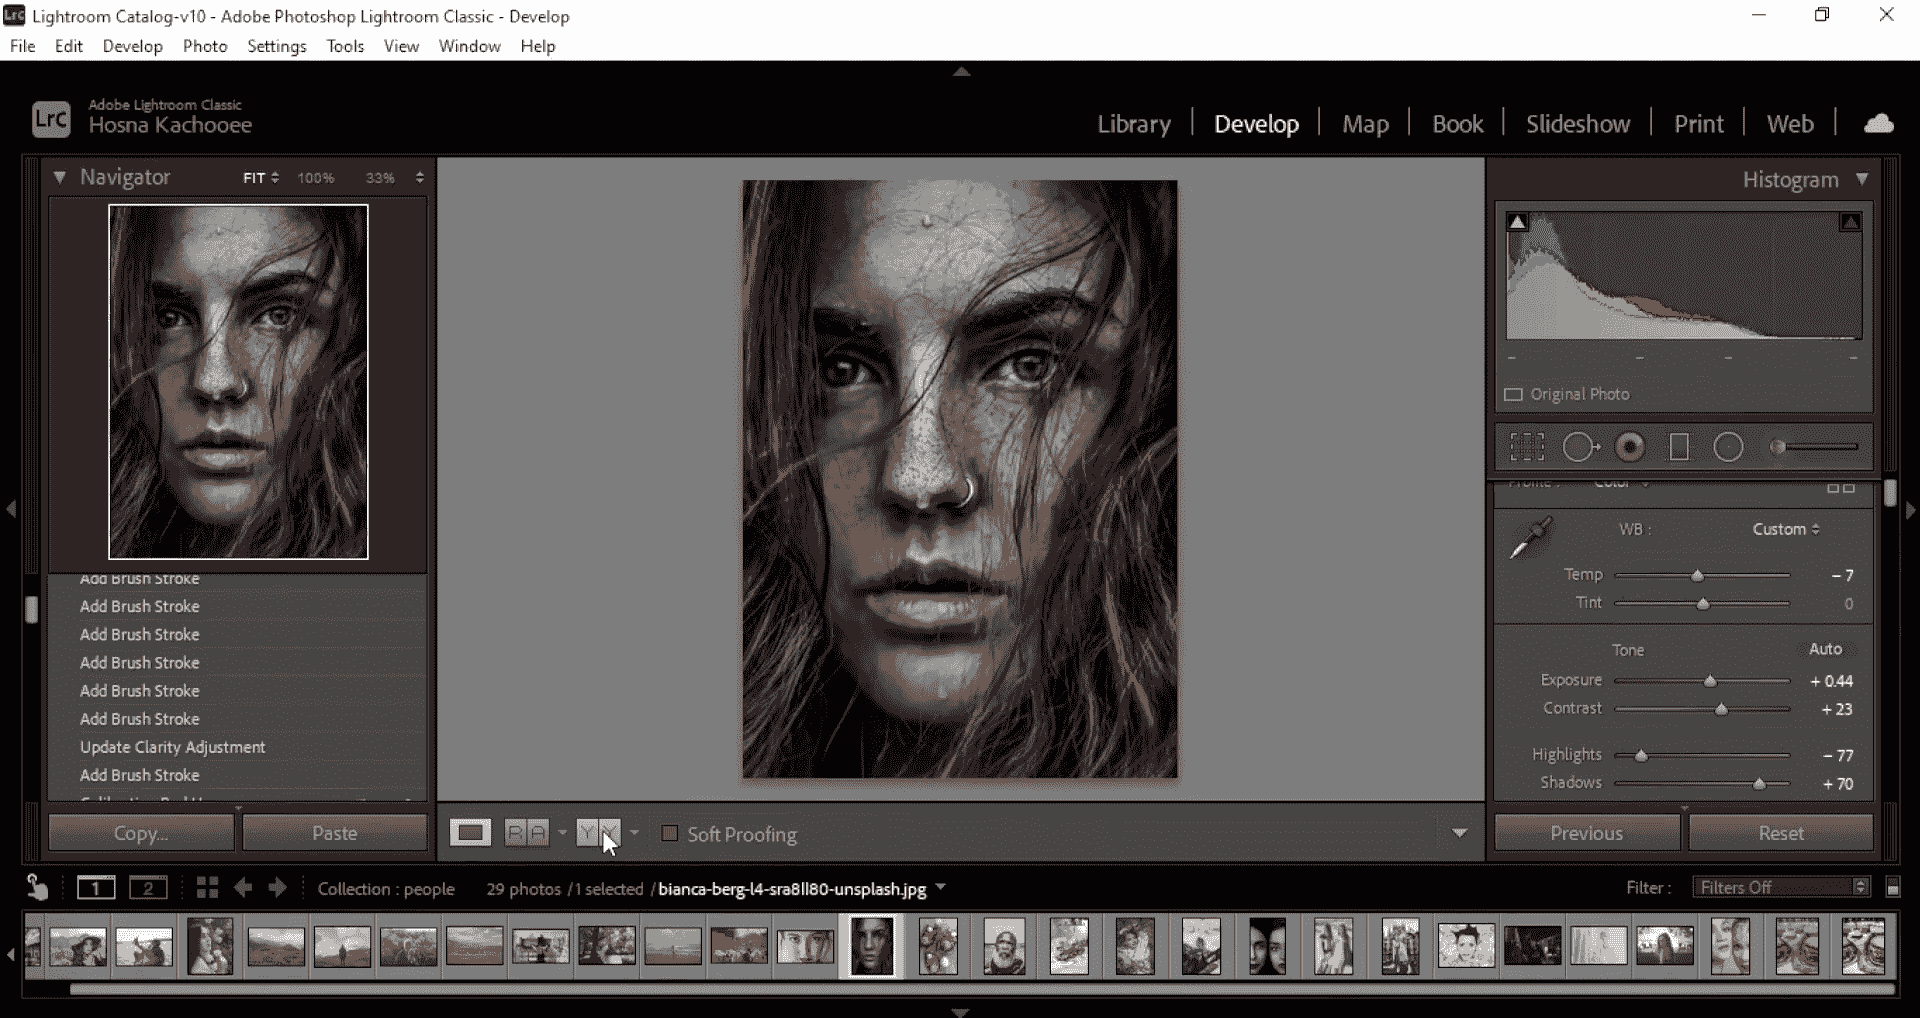 Lrc Lightroom Catalog-v10 - Adobe Photoshop Lightroom Classic - Develop
File Edit Develop Photo Settings Tools View Window Help
LrC
Adobe Lightroom Classic
Hosna Kachooee
Library Develop Map Book Slideshow Print Web
Navigator FIT 100% 33%
Histogram
Original Photo
Profile : Color
WB : Custom
Temp - 7
Tint 0
Tone Auto
Exposure + 0.44
Contrast + 23
Highlights - 77
Shadows + 70
Add Brush Stroke
Add Brush Stroke
Add Brush Stroke
Add Brush Stroke
Add Brush Stroke
Add Brush Stroke
Update Clarity Adjustment
Add Brush Stroke
Copy... Paste
R A Y Y Soft Proofing
Previous Reset
1 2 Collection : people 29 photos / 1 selected / bianca-berg-l4-sra8ll80-unsplash.jpg
Filter : Filters Off